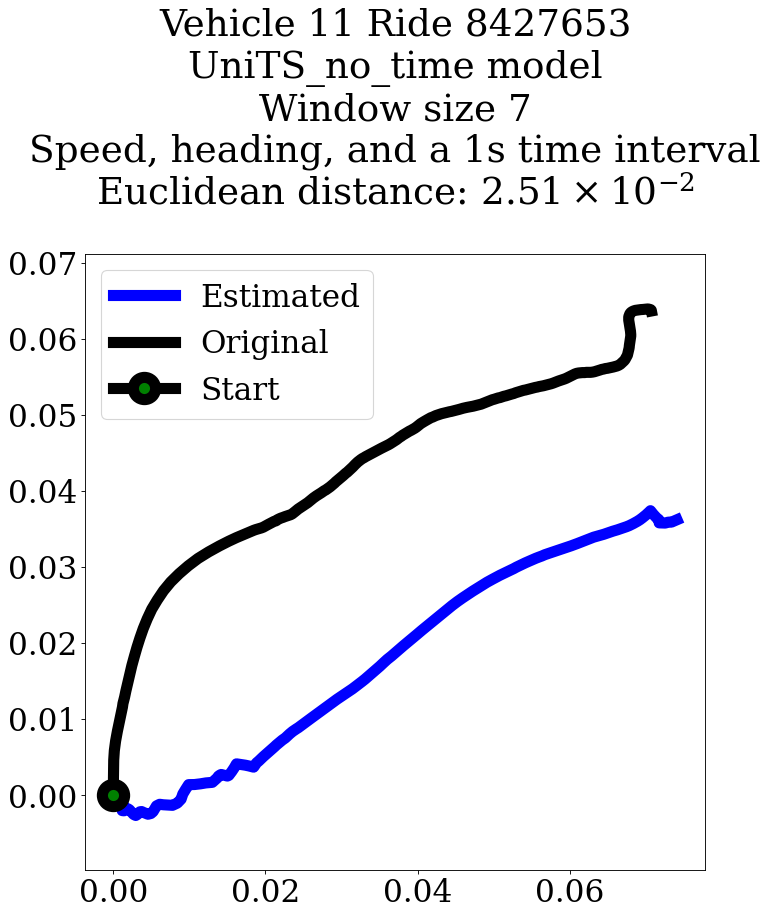 Vehicle 11 Ride 8427653
UniTS_no_time model
Window size 7
Speed, heading, and a 1s time interval
Euclidean distance: 2.51 × 10⁻²
0.07
0.06
0.05
0.04
0.03
0.02
0.01
0.00
Estimated
Original
Start
0.00 0.02 0.04 0.06